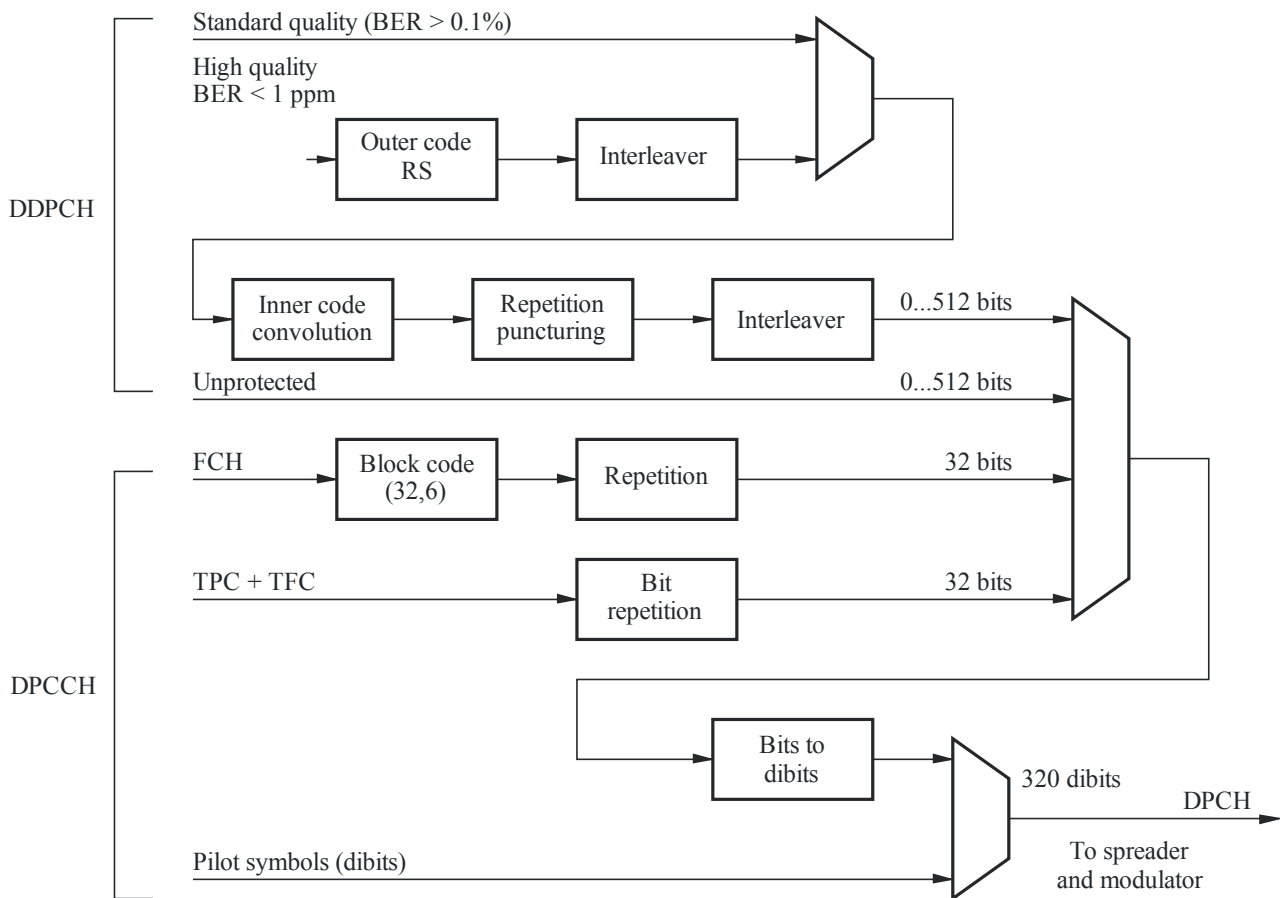 Standard quality (BER > 0.1%)
High quality
BER < 1 ppm
Outer code
RS
Interleaver
DDPCH
Inner code
convolution
Repetition
puncturing
Interleaver
0...512 bits
Unprotected
0...512 bits
FCH
Block code
(32,6)
Repetition
32 bits
TPC + TFC
Bit
repetition
32 bits
DPCCH
Bits to
dibits
320 dibits
DPCH
Pilot symbols (dibits)
To spreader
and modulator